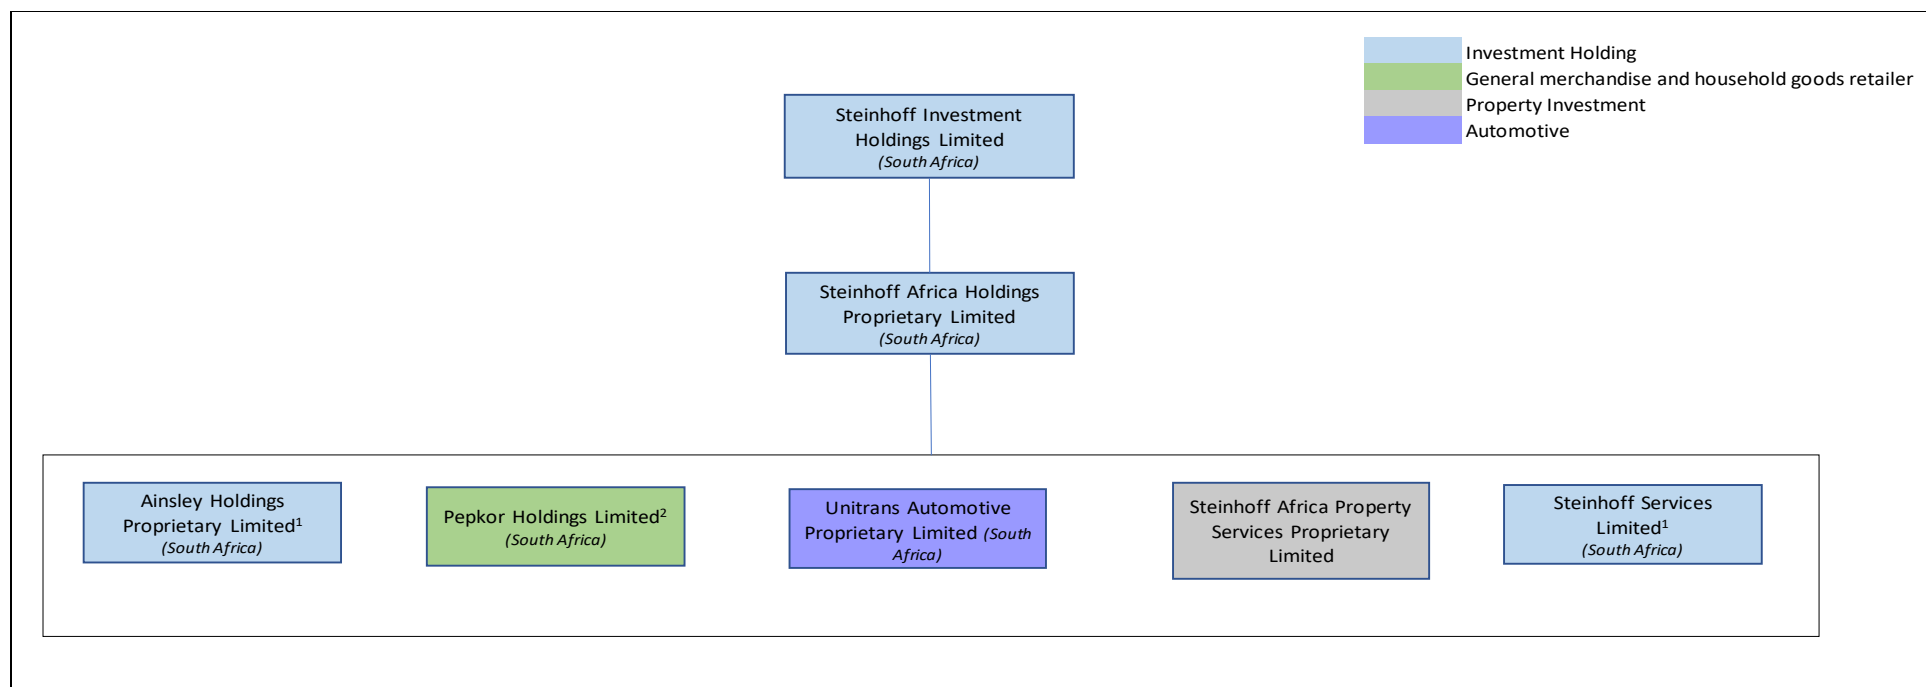 Investment Holding
General merchandise and household goods retailer
Property Investment
Automotive
Steinhoff Investment
Holdings Limited
(South Africa)
Steinhoff Africa Holdings
Proprietary Limited
(South Africa)
Ainsley Holdings
Proprietary Limited¹
(South Africa)
Pepkor Holdings Limited²
(South Africa)
Unitrans Automotive
Proprietary Limited (South
Africa)
Steinhoff Africa Property
Services Proprietary
Limited
Steinhoff Services
Limited¹
(South Africa)